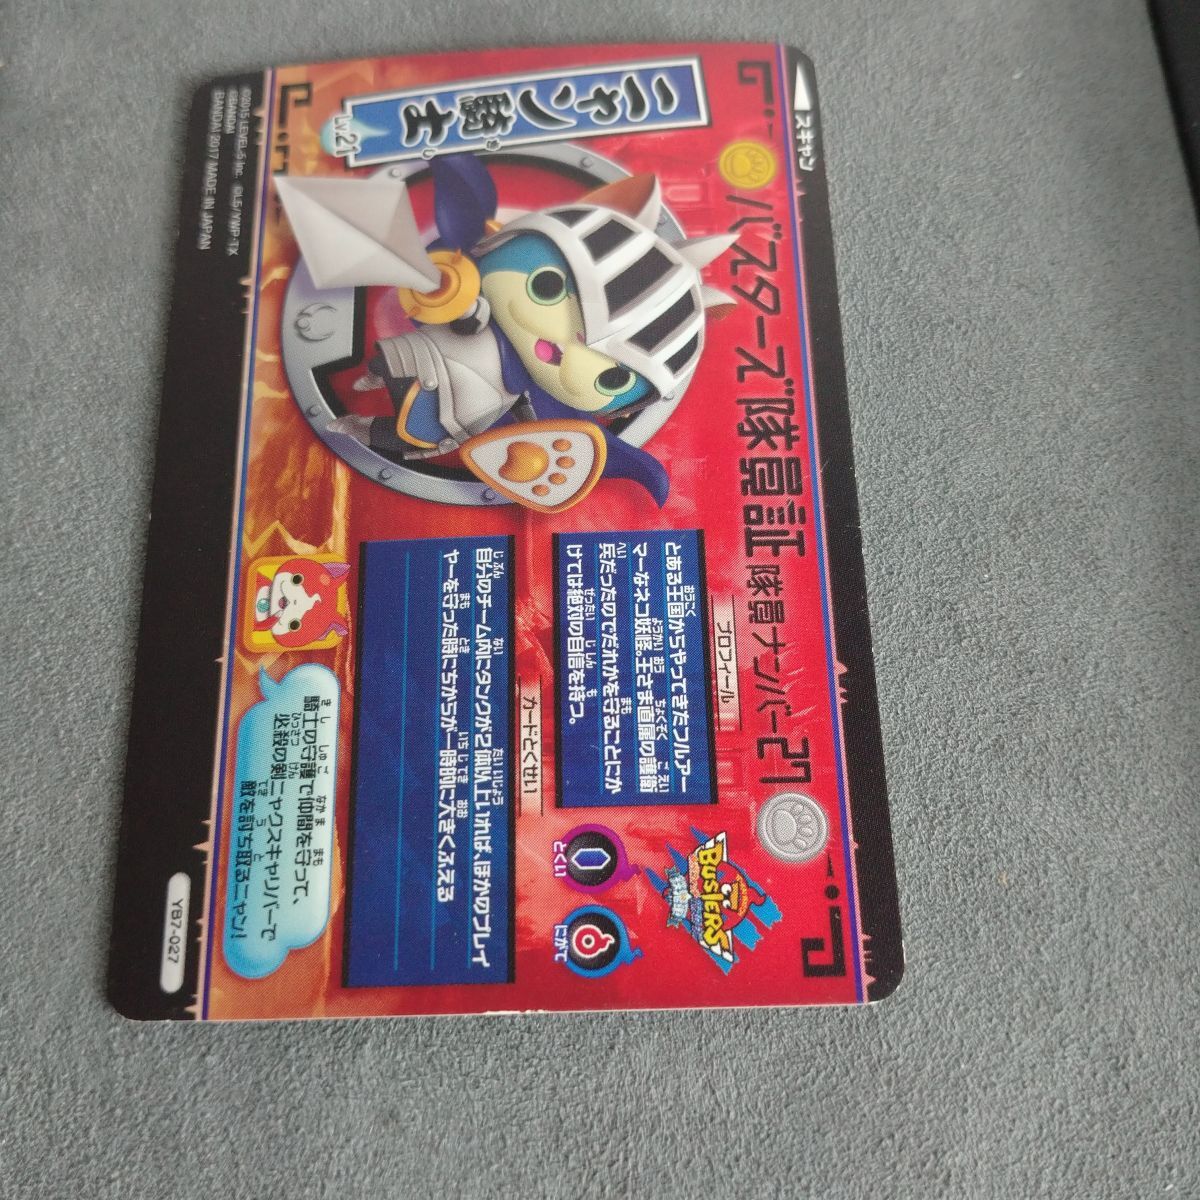 スキャン
バスターズ隊員証 隊員ナンバー27
ニャン騎士
Lv.21
プロフィール
とある王国からやってきたフルアー
マーなネコ妖怪。王さま直属の護衛
兵だったのでだれかを守ることにか
けては絶対の自信を持つ。
カードとくせい
自分のチーム内にタンクが2体以上いれば、ほかのプレイ
ヤーを守った時にちからが一時的に大きくふえる
BUSTERS
とくい
にがて
騎士の守護で仲間を守って、
必殺の剣ニャクスキャリバーで
敵を討ち取るニャン!
©2015 LEVEL-5 Inc. ©L5/YWP・TX
©BANDAI
BANDAI 2017 MADE IN JAPAN
YB7-027